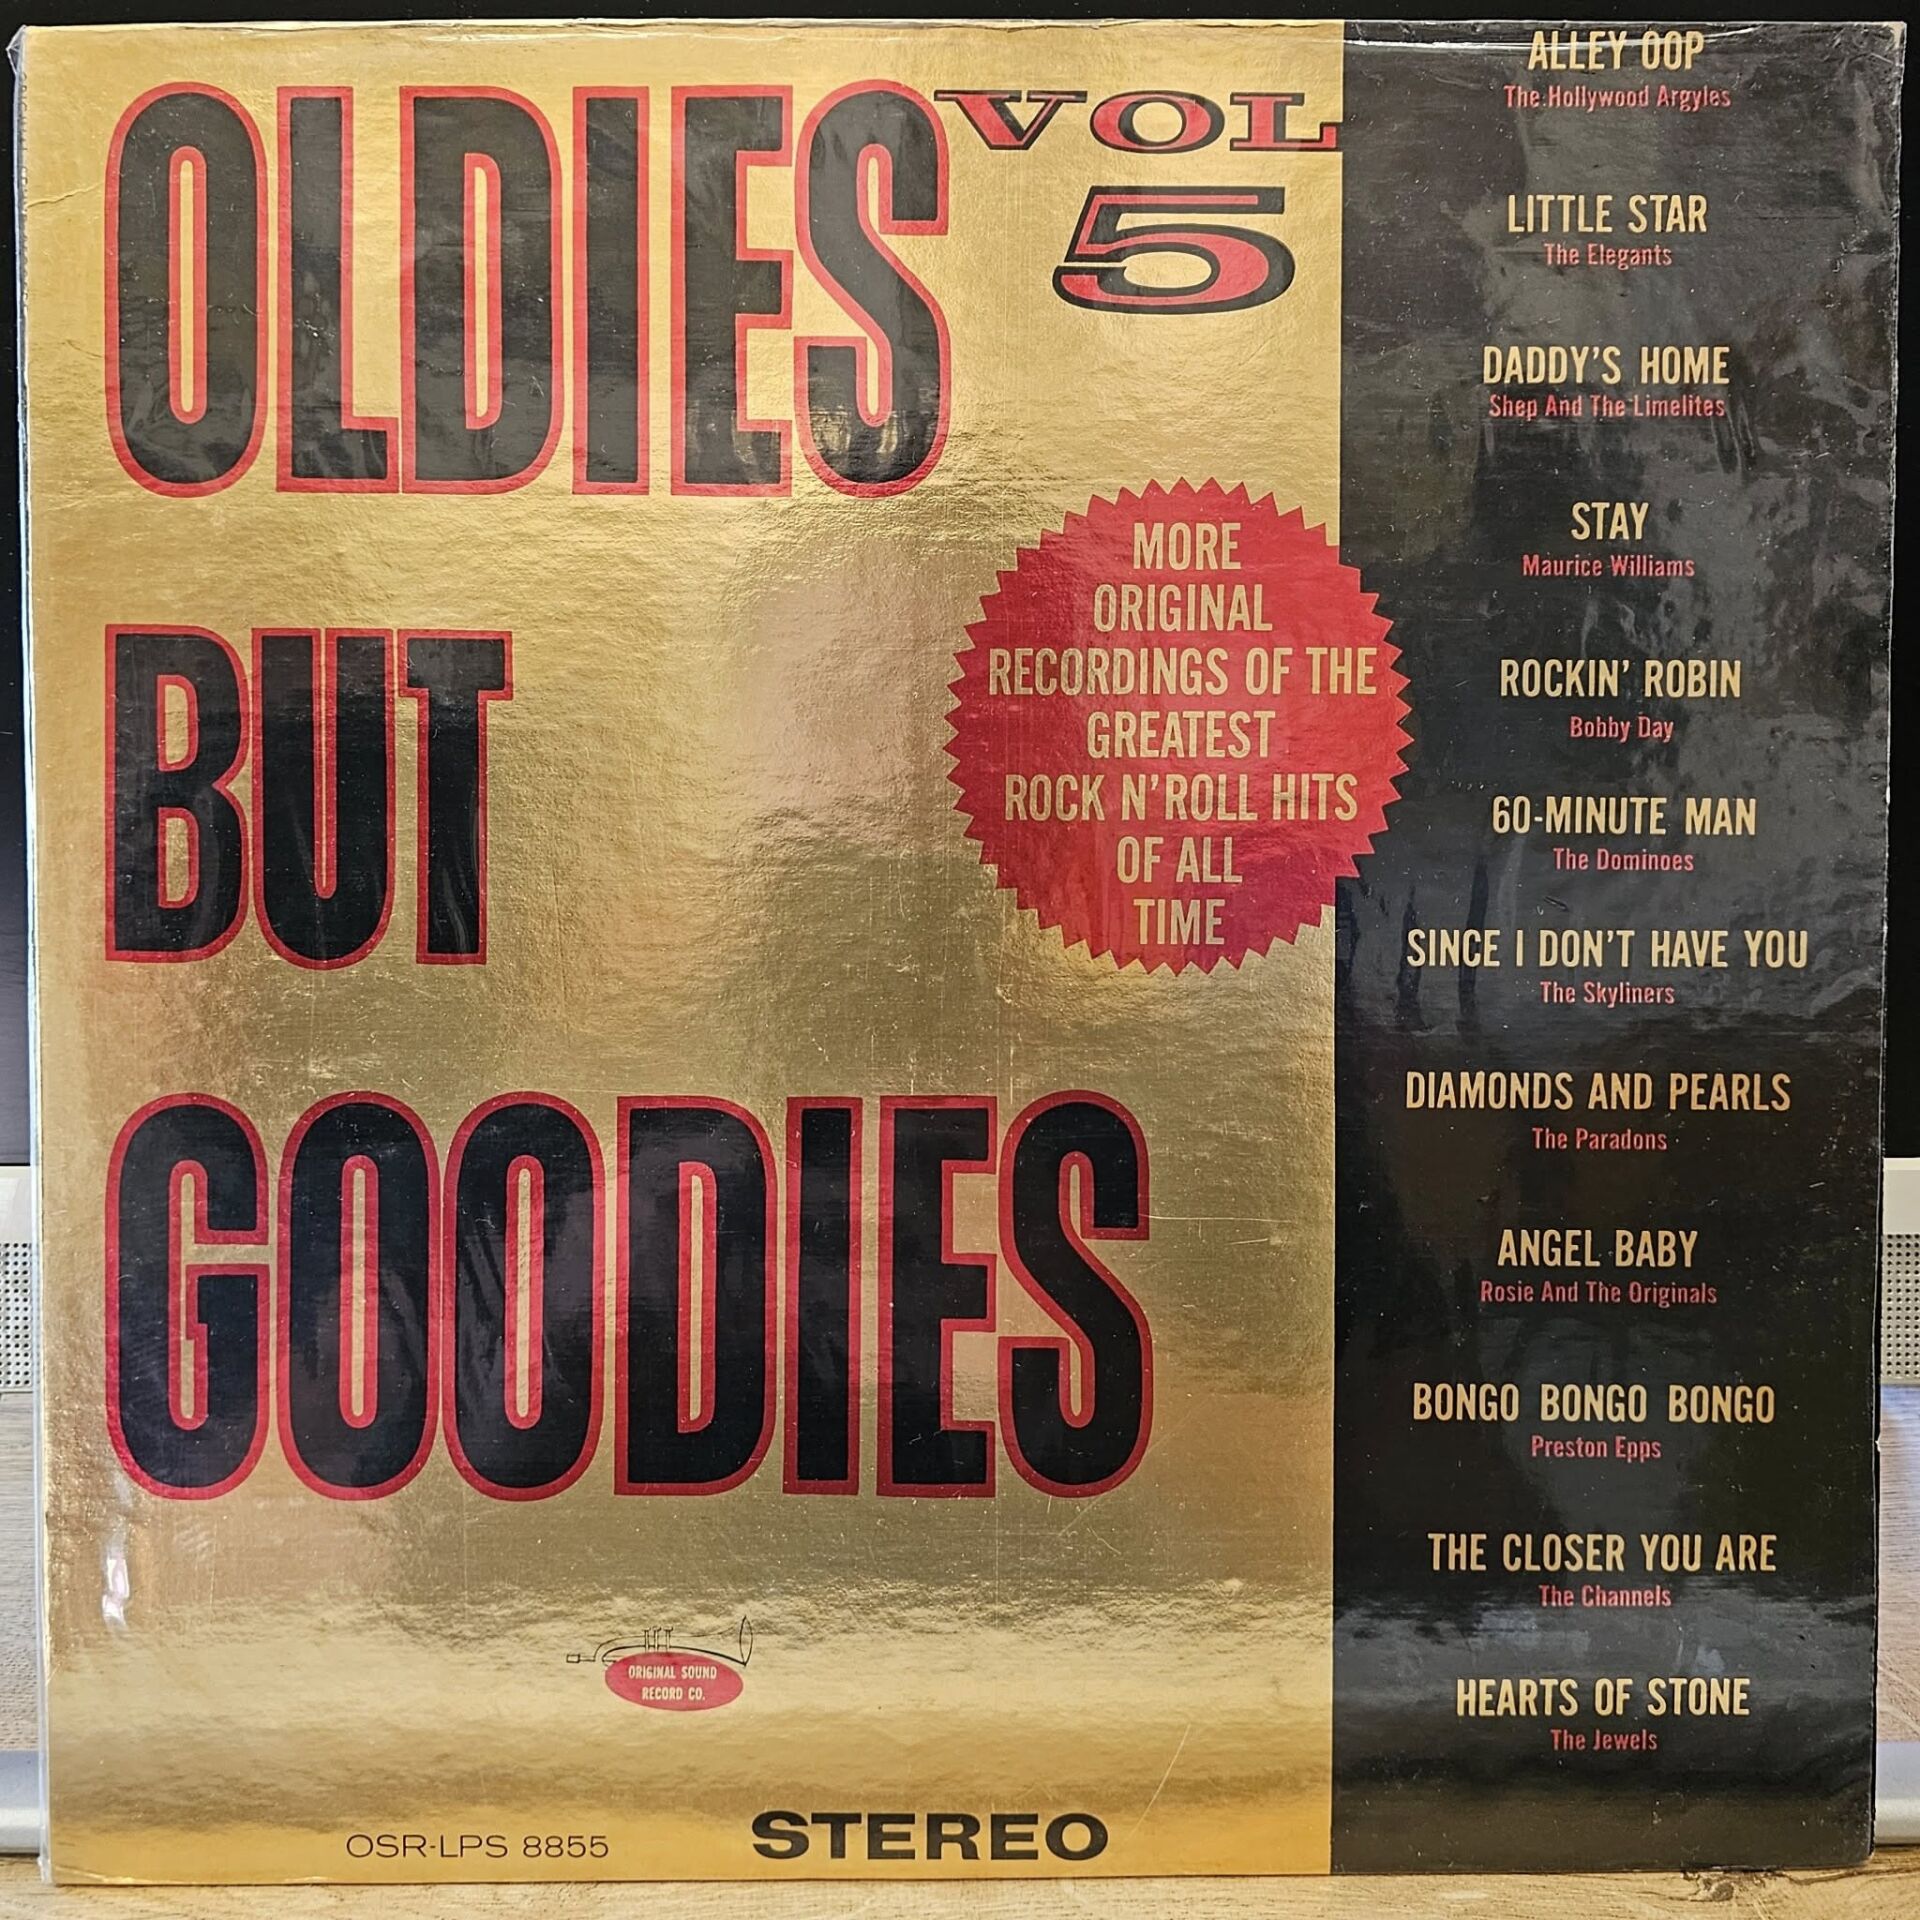 OLDIES
VOL
5
BUT
GOODIES
MORE
ORIGINAL
RECORDINGS OF THE
GREATEST
ROCK N' ROLL HITS
OF ALL
TIME
ORIGINAL SOUND
RECORD CO.
OSR-LPS 8855
STEREO
ALLEY OOP
The Hollywood Argyles
LITTLE STAR
The Elegants
DADDY'S HOME
Shep And The Limelites
STAY
Maurice Williams
ROCKIN' ROBIN
Bobby Day
60-MINUTE MAN
The Dominoes
SINCE I DON'T HAVE YOU
The Skyliners
DIAMONDS AND PEARLS
The Paradons
ANGEL BABY
Rosie And The Originals
BONGO BONGO BONGO
Preston Epps
THE CLOSER YOU ARE
The Channels
HEARTS OF STONE
The Jewels